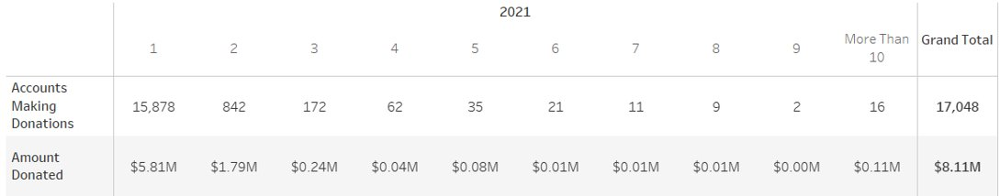 2021
1 2 3 4 5 6 7 8 9 More Than 10 Grand Total
Accounts Making Donations 15,878 842 172 62 35 21 11 9 2 16 17,048
Amount Donated $5.81M $1.79M $0.24M $0.04M $0.08M $0.01M $0.01M $0.01M $0.00M $0.11M $8.11M